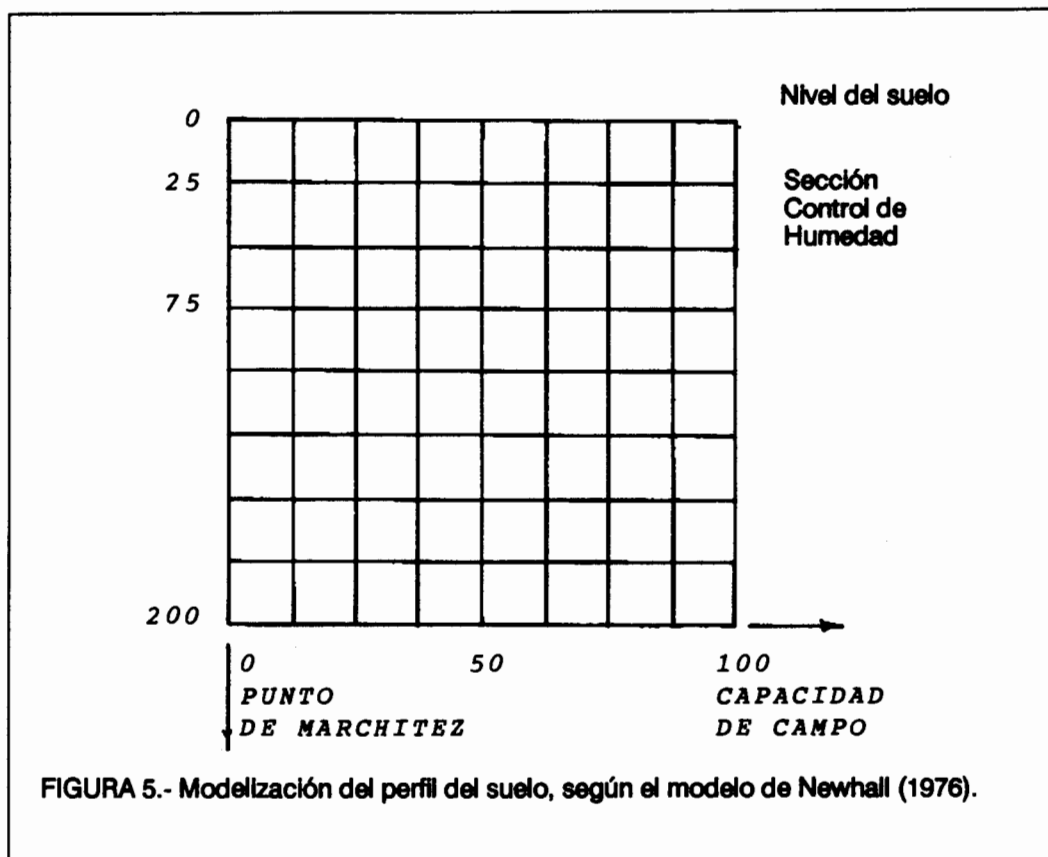 Nivel del suelo
0
25
Sección
Control de
Humedad
75
200
0 50 100
PUNTO CAPACIDAD
DE MARCHITEZ DE CAMPO
FIGURA 5.- Modelización del perfil del suelo, según el modelo de Newhall (1976).